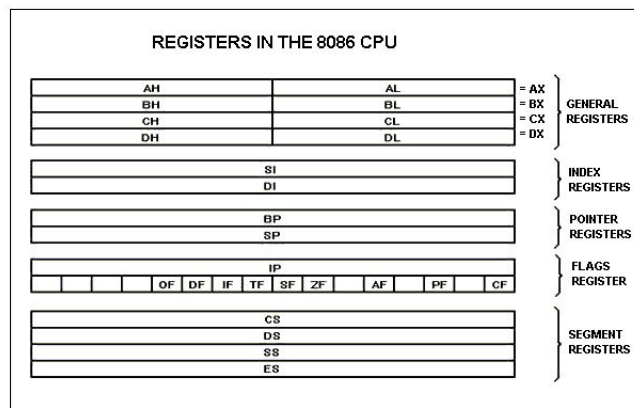 REGISTERS IN THE 8086 CPU
AH AL = AX
BH BL = BX
CH CL = CX
DH DL = DX
GENERAL
REGISTERS
SI
DI
INDEX
REGISTERS
BP
SP
POINTER
REGISTERS
IP
OF DF IF TF SF ZF AF PF CF
FLAGS
REGISTER
CS
DS
SS
ES
SEGMENT
REGISTERS